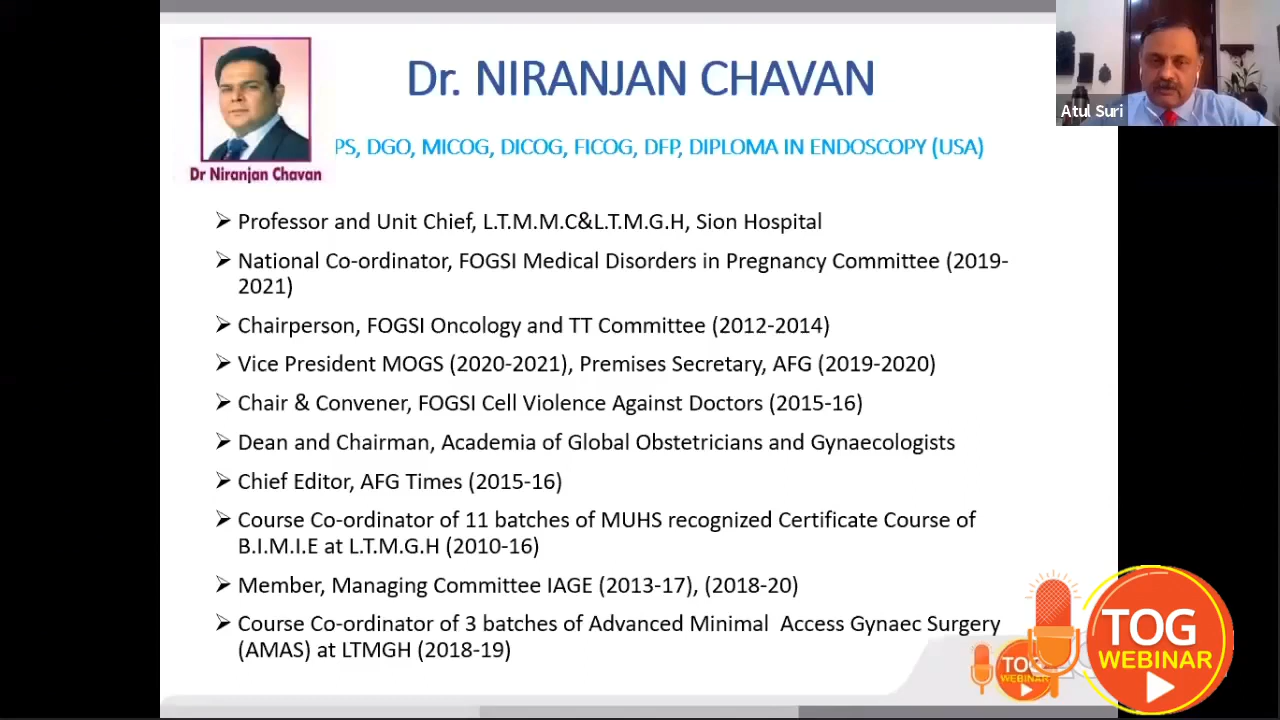 Dr. NIRANJAN CHAVAN
Atul Suri
PS, DGO, MICOG, DICOG, FICOG, DFP, DIPLOMA IN ENDOSCOPY (USA)
Dr Niranjan Chavan
➢ Professor and Unit Chief, L.T.M.M.C&L.T.M.G.H, Sion Hospital
➢ National Co-ordinator, FOGSI Medical Disorders in Pregnancy Committee (2019-
2021)
➢ Chairperson, FOGSI Oncology and TT Committee (2012-2014)
➢ Vice President MOGS (2020-2021), Premises Secretary, AFG (2019-2020)
➢ Chair & Convener, FOGSI Cell Violence Against Doctors (2015-16)
➢ Dean and Chairman, Academia of Global Obstetricians and Gynaecologists
➢ Chief Editor, AFG Times (2015-16)
➢ Course Co-ordinator of 11 batches of MUHS recognized Certificate Course of
B.I.M.I.E at L.T.M.G.H (2010-16)
➢ Member, Managing Committee IAGE (2013-17), (2018-20)
➢ Course Co-ordinator of 3 batches of Advanced Minimal  Access Gynaec Surgery
(AMAS) at LTMGH (2018-19)
TOG
WEBINAR
TOG
WEBINAR